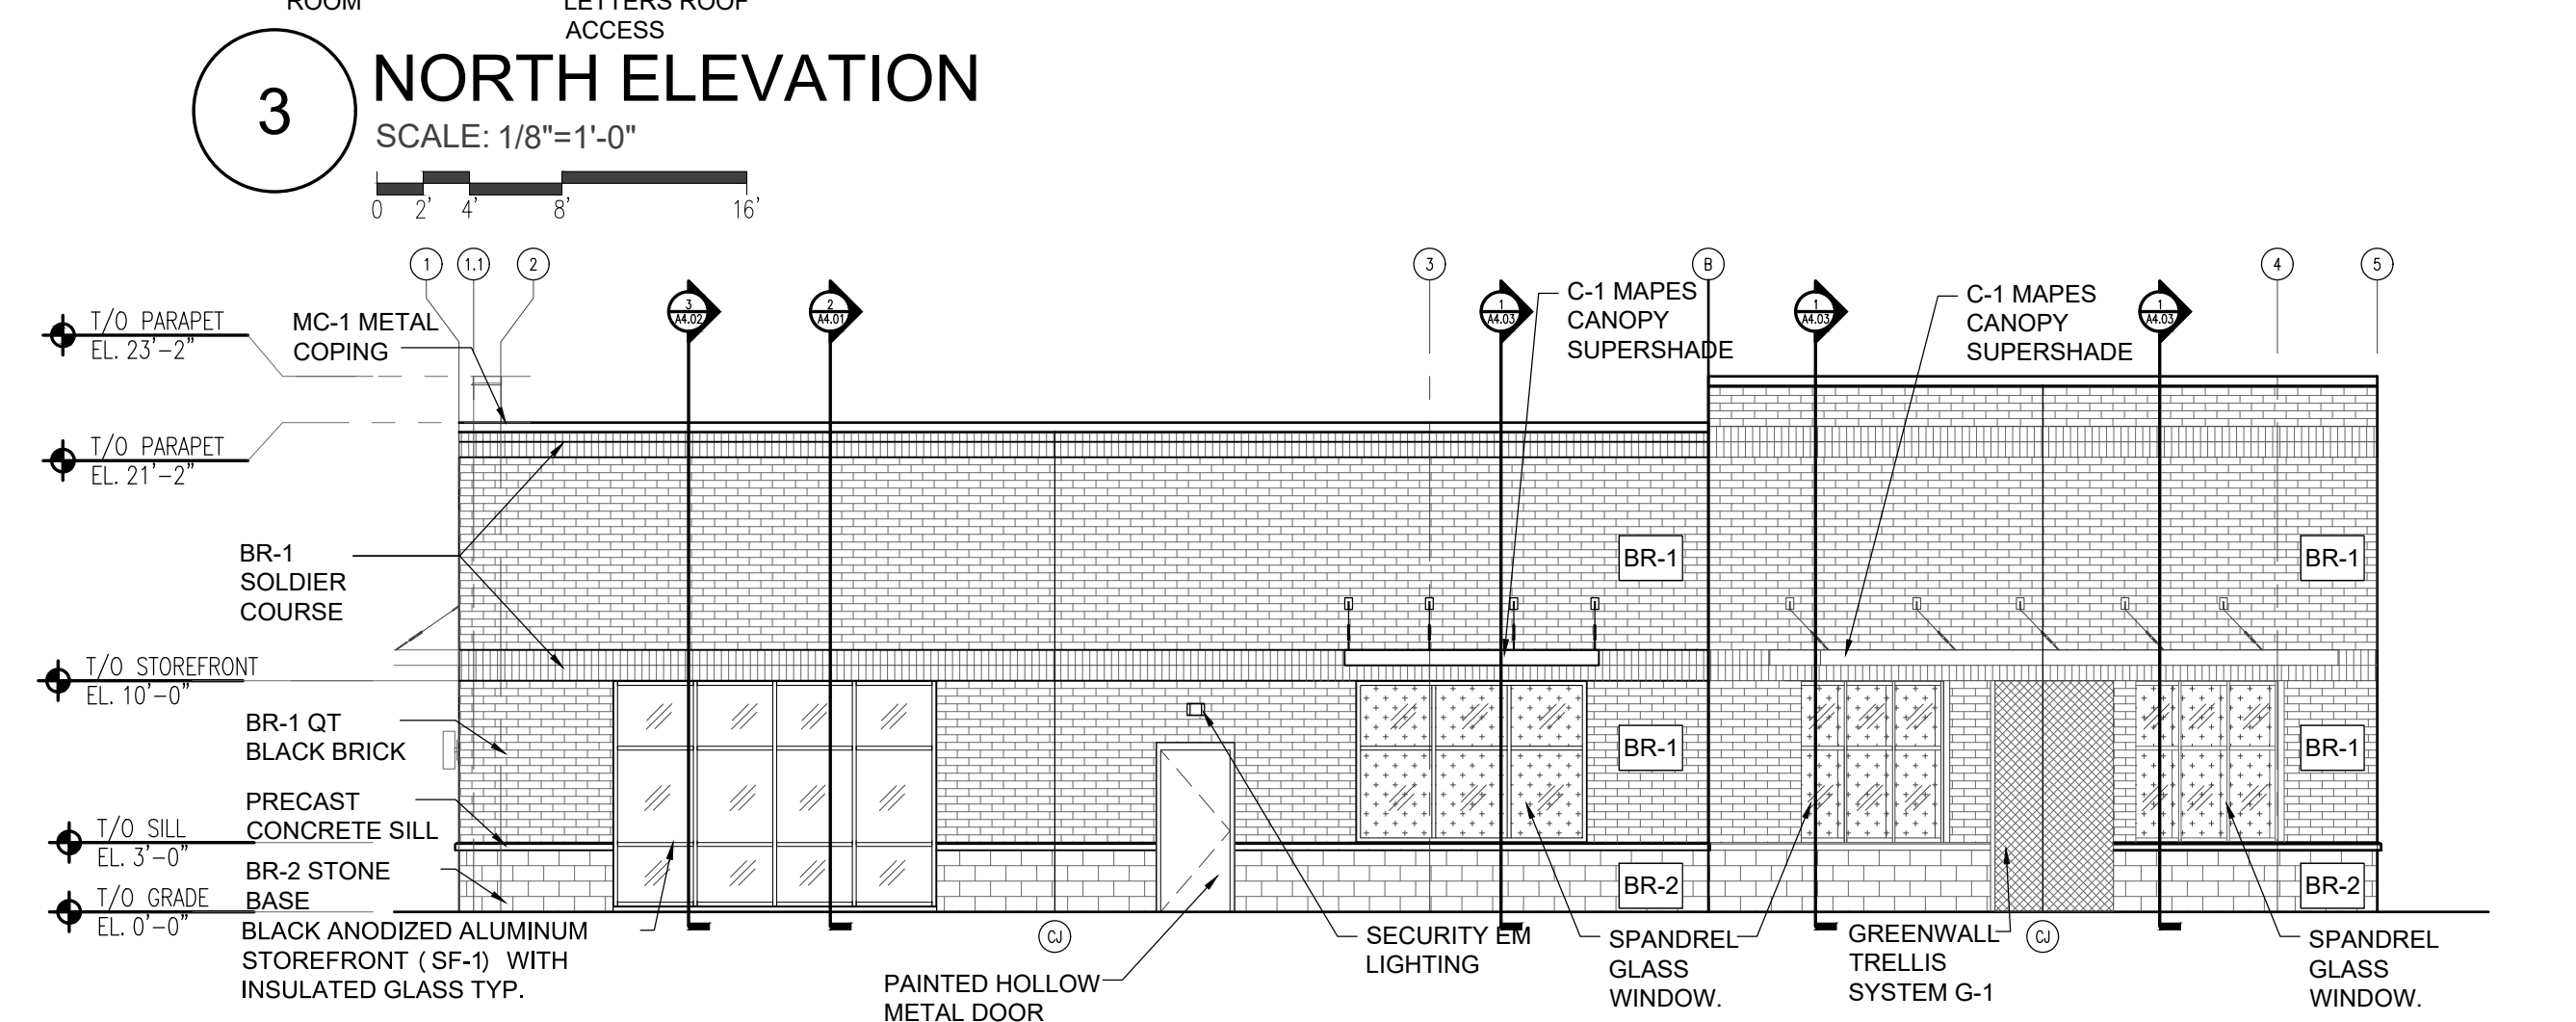 ROOM
LETTERS ROOF
ACCESS
3
NORTH ELEVATION
SCALE: 1/8"=1'-0"
0 2' 4' 8' 16'
1 1.1 2 3 B 4 5
3
A4.02
2
A4.01
1
A4.03
1
A4.03
1
A4.03
T/O PARAPET
EL. 23'-2"
MC-1 METAL
COPING
C-1 MAPES
CANOPY
SUPERSHADE
C-1 MAPES
CANOPY
SUPERSHADE
T/O PARAPET
EL. 21'-2"
BR-1
SOLDIER
COURSE
BR-1
BR-1
T/O STOREFRONT
EL. 10'-0"
BR-1 QT
BLACK BRICK
BR-1
BR-1
PRECAST
CONCRETE SILL
T/O SILL
EL. 3'-0"
BR-2 STONE
BASE
BR-2
BR-2
T/O GRADE
EL. 0'-0"
BLACK ANODIZED ALUMINUM
STOREFRONT ( SF-1) WITH
INSULATED GLASS TYP.
CJ
CJ
PAINTED HOLLOW
METAL DOOR
SECURITY EM
LIGHTING
SPANDREL
GLASS
WINDOW.
GREENWALL
TRELLIS
SYSTEM G-1
SPANDREL
GLASS
WINDOW.